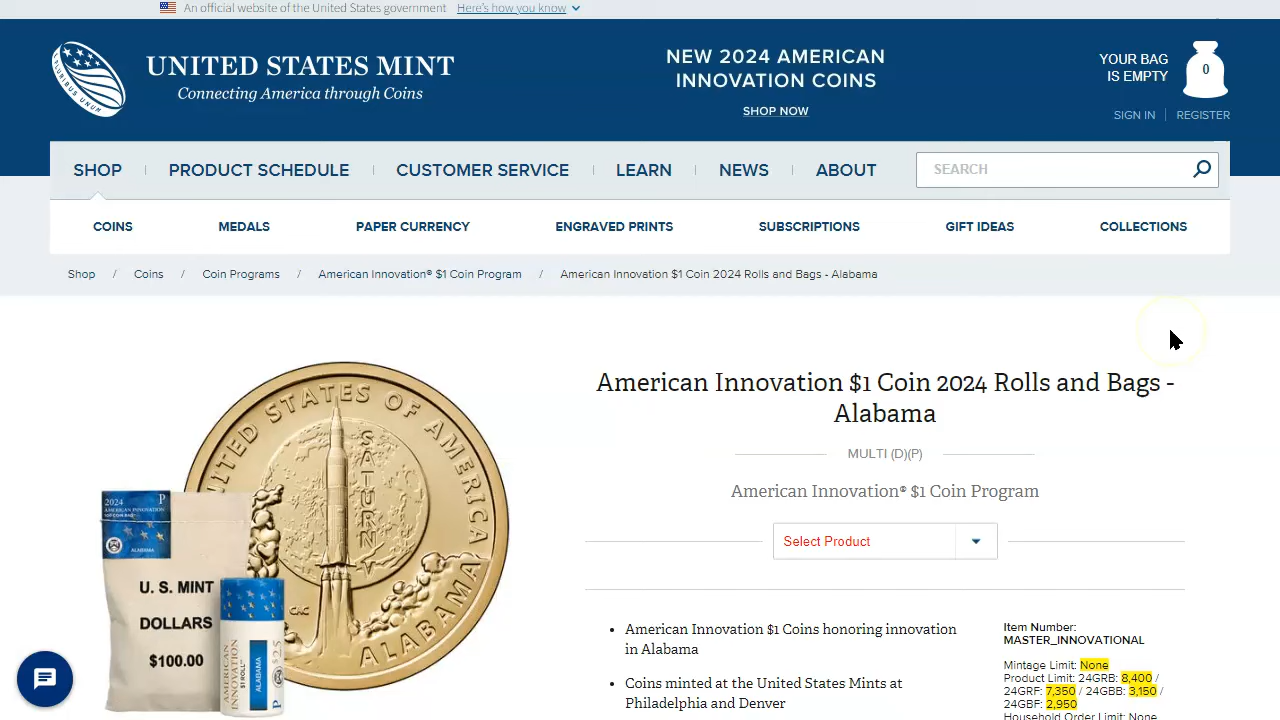 An official website of the United States government Here's how you know
PLURIBUS UNUM
UNITED STATES MINT
Connecting America through Coins
NEW 2024 AMERICAN
INNOVATION COINS
SHOP NOW
YOUR BAG
IS EMPTY
0
SIGN IN REGISTER
SHOP PRODUCT SCHEDULE CUSTOMER SERVICE LEARN NEWS ABOUT SEARCH
COINS MEDALS PAPER CURRENCY ENGRAVED PRINTS SUBSCRIPTIONS GIFT IDEAS COLLECTIONS
Shop / Coins / Coin Programs / American Innovation® $1 Coin Program / American Innovation $1 Coin 2024 Rolls and Bags - Alabama
UNITED STATES OF AMERICA
SATURN V
CAC
ALABAMA
2024 P
AMERICAN INNOVATION
ALABAMA
U. S. MINT
DOLLARS
$100.00
AMERICAN
INNOVATION
$1 ROLL
ALABAMA
$25
P
American Innovation $1 Coin 2024 Rolls and Bags -
Alabama
MULTI (D)(P)
American Innovation® $1 Coin Program
Select Product
• American Innovation $1 Coins honoring innovation
in Alabama
• Coins minted at the United States Mints at
Philadelphia and Denver
Item Number:
MASTER_INNOVATIONAL
Mintage Limit: None
Product Limit: 24GRB: 8,400 /
24GRF: 7,350 / 24GBB: 3,150 /
24GBF: 2,950
Household Order Limit: None